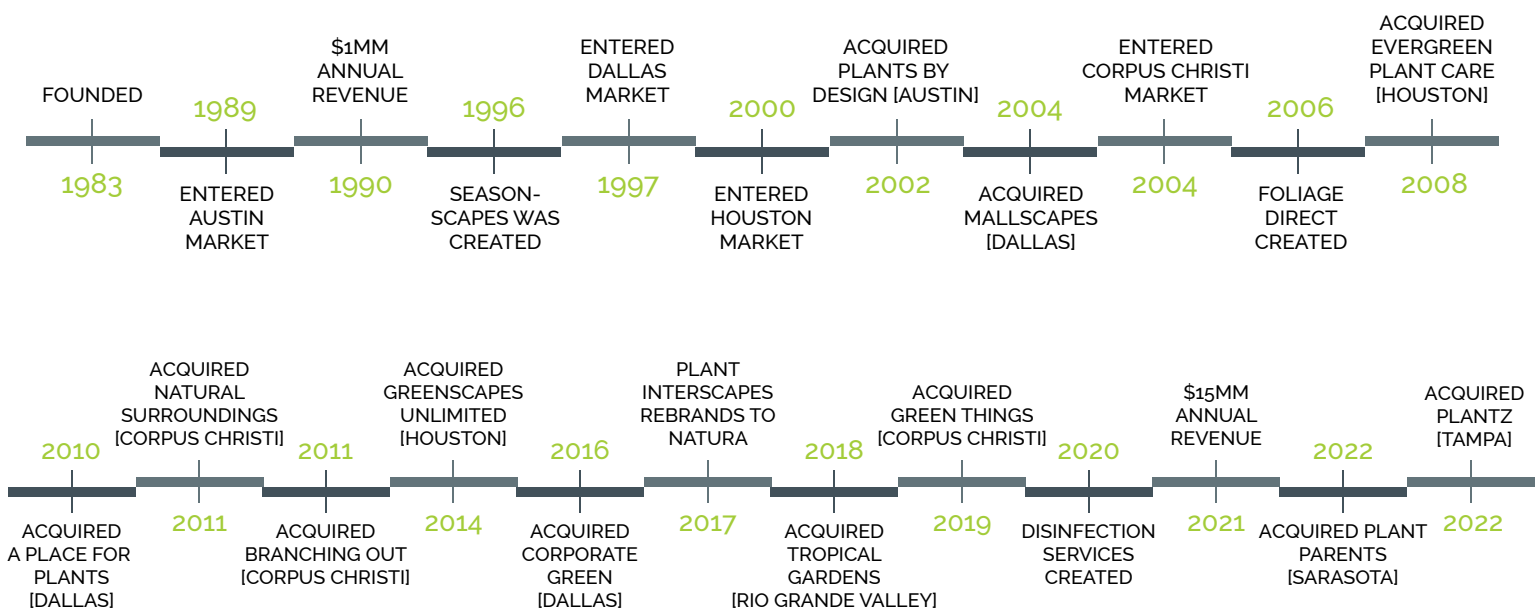 FOUNDED
1983
1989
ENTERED
AUSTIN
MARKET
$1MM
ANNUAL
REVENUE
1990
1996
SEASON-
SCAPES WAS
CREATED
ENTERED
DALLAS
MARKET
1997
2000
ENTERED
HOUSTON
MARKET
ACQUIRED
PLANTS BY
DESIGN [AUSTIN]
2002
2004
ACQUIRED
MALLSCAPES
[DALLAS]
ENTERED
CORPUS CHRISTI
MARKET
2004
2006
FOLIAGE
DIRECT
CREATED
ACQUIRED
EVERGREEN
PLANT CARE
[HOUSTON]
2008
2010
ACQUIRED
A PLACE FOR
PLANTS
[DALLAS]
ACQUIRED
NATURAL
SURROUNDINGS
[CORPUS CHRISTI]
2011
2011
ACQUIRED
BRANCHING OUT
[CORPUS CHRISTI]
ACQUIRED
GREENSCAPES
UNLIMITED
[HOUSTON]
2014
2016
ACQUIRED
CORPORATE
GREEN
[DALLAS]
PLANT
INTERSCAPES
REBRANDS TO
NATURA
2017
2018
ACQUIRED
TROPICAL
GARDENS
[RIO GRANDE VALLEY]
ACQUIRED
GREEN THINGS
[CORPUS CHRISTI]
2019
2020
DISINFECTION
SERVICES
CREATED
$15MM
ANNUAL
REVENUE
2021
2022
ACQUIRED PLANT
PARENTS
[SARASOTA]
ACQUIRED
PLANTZ
[TAMPA]
2022